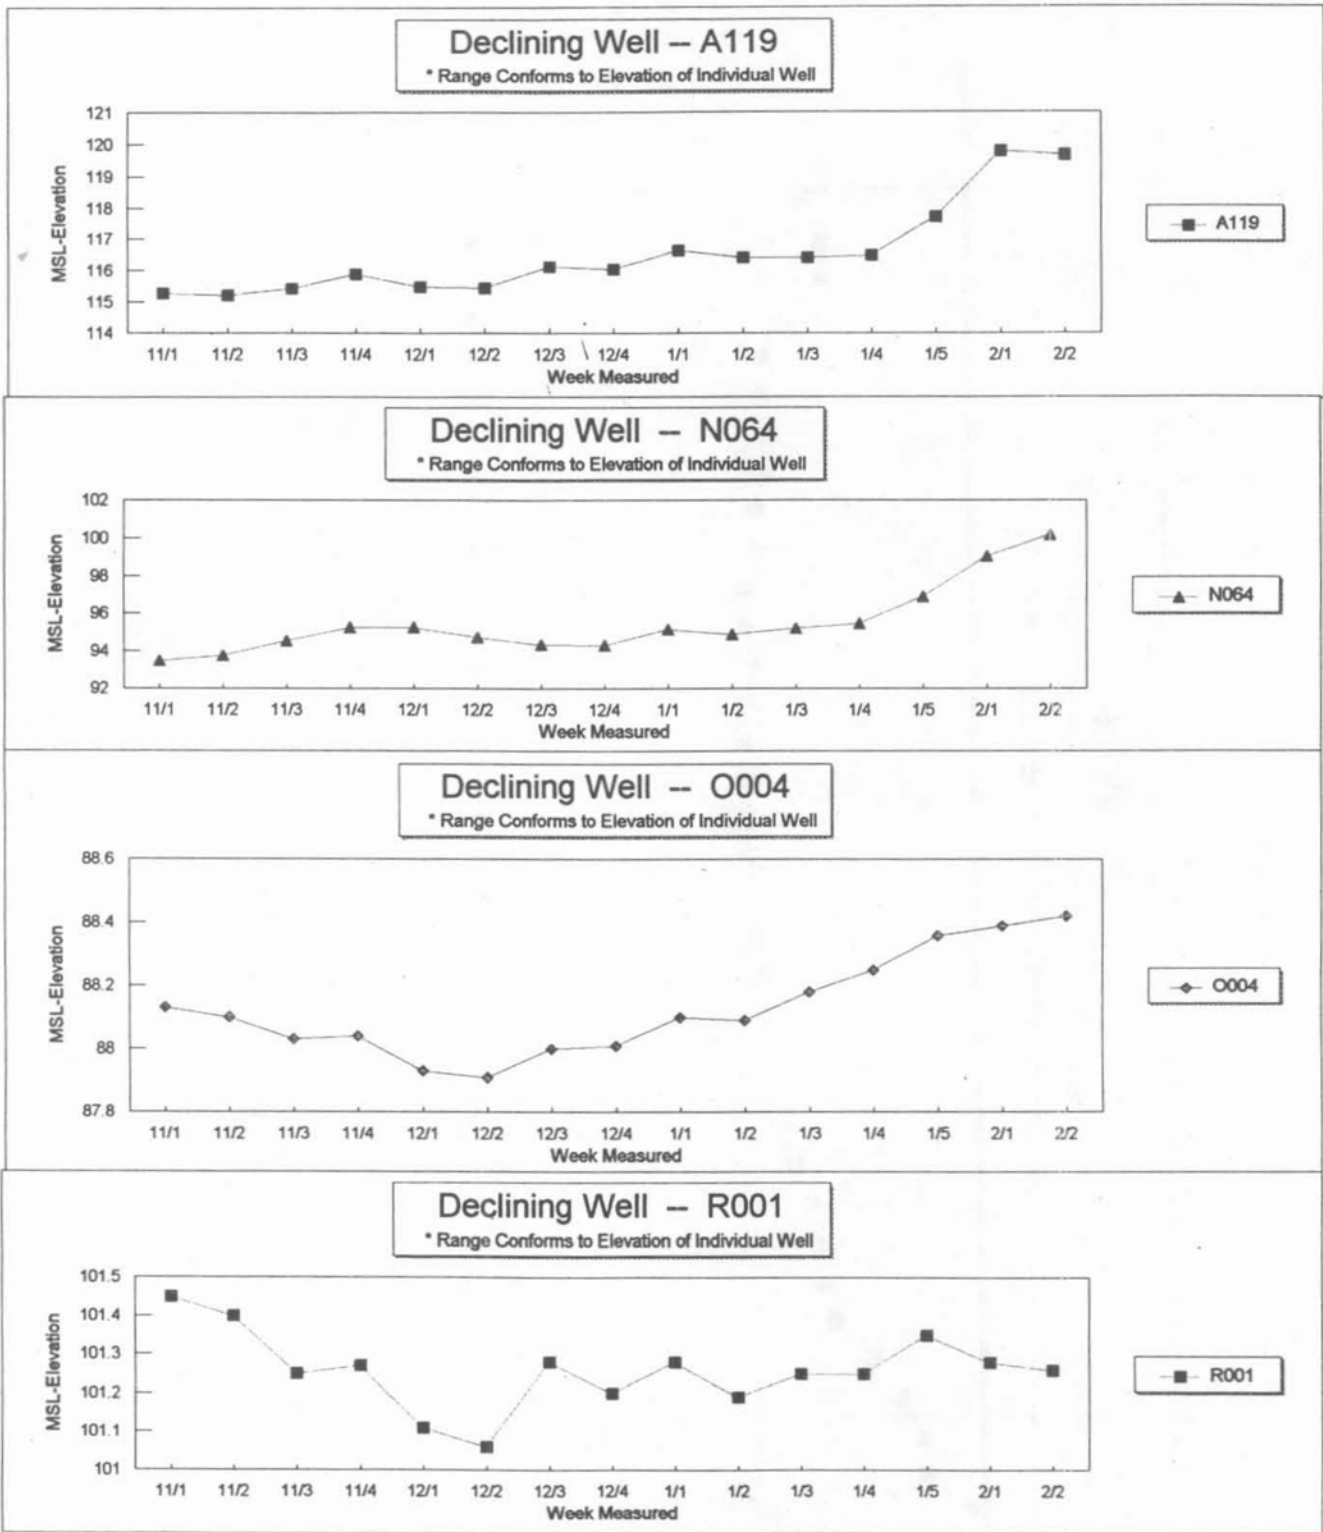 Declining Well -- A119
* Range Conforms to Elevation of Individual Well
121
120
119
118
117
116
115
114
MSL-Elevation
11/1 11/2 11/3 11/4 12/1 12/2 12/3 12/4 1/1 1/2 1/3 1/4 1/5 2/1 2/2
Week Measured
A119
Declining Well -- N064
* Range Conforms to Elevation of Individual Well
102
100
98
96
94
92
MSL-Elevation
11/1 11/2 11/3 11/4 12/1 12/2 12/3 12/4 1/1 1/2 1/3 1/4 1/5 2/1 2/2
Week Measured
N064
Declining Well -- O004
* Range Conforms to Elevation of Individual Well
88.6
88.4
88.2
88
87.8
MSL-Elevation
11/1 11/2 11/3 11/4 12/1 12/2 12/3 12/4 1/1 1/2 1/3 1/4 1/5 2/1 2/2
Week Measured
O004
Declining Well -- R001
* Range Conforms to Elevation of Individual Well
101.5
101.4
101.3
101.2
101.1
101
MSL-Elevation
11/1 11/2 11/3 11/4 12/1 12/2 12/3 12/4 1/1 1/2 1/3 1/4 1/5 2/1 2/2
Week Measured
R001